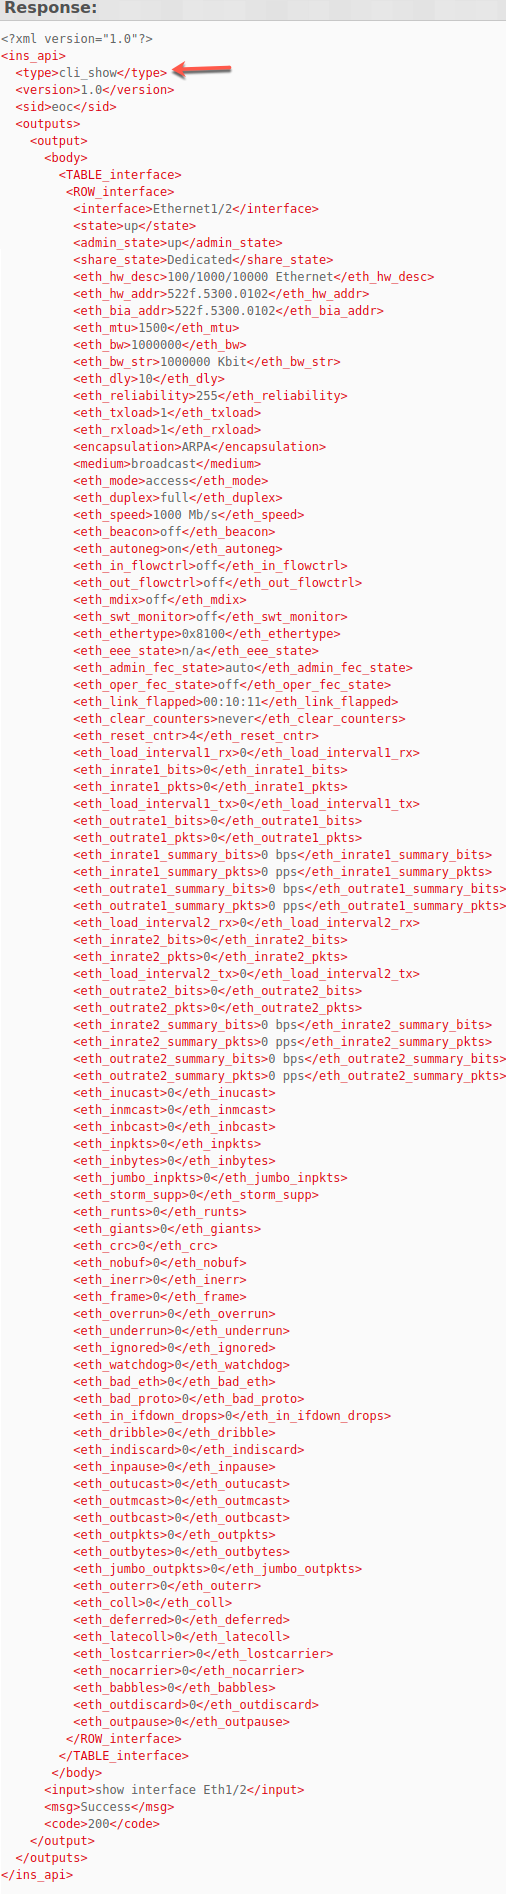 Response:
<?xml version="1.0"?>
<ins_api>
<type>cli_show</type>
<version>1.0</version>
<sid>eoc</sid>
<outputs>
<output>
<body>
<TABLE_interface>
<ROW_interface>
<interface>Ethernet1/2</interface>
<state>up</state>
<admin_state>up</admin_state>
<share_state>Dedicated</share_state>
<eth_hw_desc>100/1000/10000 Ethernet</eth_hw_desc>
<eth_hw_addr>522f.5300.0102</eth_hw_addr>
<eth_bia_addr>522f.5300.0102</eth_bia_addr>
<eth_mtu>1500</eth_mtu>
<eth_bw>1000000</eth_bw>
<eth_bw_str>1000000 Kbit</eth_bw_str>
<eth_dly>10</eth_dly>
<eth_reliability>255</eth_reliability>
<eth_txload>1</eth_txload>
<eth_rxload>1</eth_rxload>
<encapsulation>ARPA</encapsulation>
<medium>broadcast</medium>
<eth_mode>access</eth_mode>
<eth_duplex>full</eth_duplex>
<eth_speed>1000 Mb/s</eth_speed>
<eth_beacon>off</eth_beacon>
<eth_autoneg>on</eth_autoneg>
<eth_in_flowctrl>off</eth_in_flowctrl>
<eth_out_flowctrl>off</eth_out_flowctrl>
<eth_mdix>off</eth_mdix>
<eth_swt_monitor>off</eth_swt_monitor>
<eth_ethertype>0x8100</eth_ethertype>
<eth_eee_state>n/a</eth_eee_state>
<eth_admin_fec_state>auto</eth_admin_fec_state>
<eth_oper_fec_state>off</eth_oper_fec_state>
<eth_link_flapped>00:10:11</eth_link_flapped>
<eth_clear_counters>never</eth_clear_counters>
<eth_reset_cntr>4</eth_reset_cntr>
<eth_load_interval1_rx>0</eth_load_interval1_rx>
<eth_inrate1_bits>0</eth_inrate1_bits>
<eth_inrate1_pkts>0</eth_inrate1_pkts>
<eth_load_interval1_tx>0</eth_load_interval1_tx>
<eth_outrate1_bits>0</eth_outrate1_bits>
<eth_outrate1_pkts>0</eth_outrate1_pkts>
<eth_inrate1_summary_bits>0 bps</eth_inrate1_summary_bits>
<eth_inrate1_summary_pkts>0 pps</eth_inrate1_summary_pkts>
<eth_outrate1_summary_bits>0 bps</eth_outrate1_summary_bits>
<eth_outrate1_summary_pkts>0 pps</eth_outrate1_summary_pkts>
<eth_load_interval2_rx>0</eth_load_interval2_rx>
<eth_inrate2_bits>0</eth_inrate2_bits>
<eth_inrate2_pkts>0</eth_inrate2_pkts>
<eth_load_interval2_tx>0</eth_load_interval2_tx>
<eth_outrate2_bits>0</eth_outrate2_bits>
<eth_outrate2_pkts>0</eth_outrate2_pkts>
<eth_inrate2_summary_bits>0 bps</eth_inrate2_summary_bits>
<eth_inrate2_summary_pkts>0 pps</eth_inrate2_summary_pkts>
<eth_outrate2_summary_bits>0 bps</eth_outrate2_summary_bits>
<eth_outrate2_summary_pkts>0 pps</eth_outrate2_summary_pkts>
<eth_inucast>0</eth_inucast>
<eth_inmcast>0</eth_inmcast>
<eth_inbcast>0</eth_inbcast>
<eth_inpkts>0</eth_inpkts>
<eth_inbytes>0</eth_inbytes>
<eth_jumbo_inpkts>0</eth_jumbo_inpkts>
<eth_storm_supp>0</eth_storm_supp>
<eth_runts>0</eth_runts>
<eth_giants>0</eth_giants>
<eth_crc>0</eth_crc>
<eth_nobuf>0</eth_nobuf>
<eth_inerr>0</eth_inerr>
<eth_frame>0</eth_frame>
<eth_overrun>0</eth_overrun>
<eth_underrun>0</eth_underrun>
<eth_ignored>0</eth_ignored>
<eth_watchdog>0</eth_watchdog>
<eth_bad_eth>0</eth_bad_eth>
<eth_bad_proto>0</eth_bad_proto>
<eth_in_ifdown_drops>0</eth_in_ifdown_drops>
<eth_dribble>0</eth_dribble>
<eth_indiscard>0</eth_indiscard>
<eth_inpause>0</eth_inpause>
<eth_outucast>0</eth_outucast>
<eth_outmcast>0</eth_outmcast>
<eth_outbcast>0</eth_outbcast>
<eth_outpkts>0</eth_outpkts>
<eth_outbytes>0</eth_outbytes>
<eth_jumbo_outpkts>0</eth_jumbo_outpkts>
<eth_outerr>0</eth_outerr>
<eth_coll>0</eth_coll>
<eth_deferred>0</eth_deferred>
<eth_latecoll>0</eth_latecoll>
<eth_lostcarrier>0</eth_lostcarrier>
<eth_nocarrier>0</eth_nocarrier>
<eth_babbles>0</eth_babbles>
<eth_outdiscard>0</eth_outdiscard>
<eth_outpause>0</eth_outpause>
</ROW_interface>
</TABLE_interface>
</body>
<input>show interface Eth1/2</input>
<msg>Success</msg>
<code>200</code>
</output>
</outputs>
</ins_api>